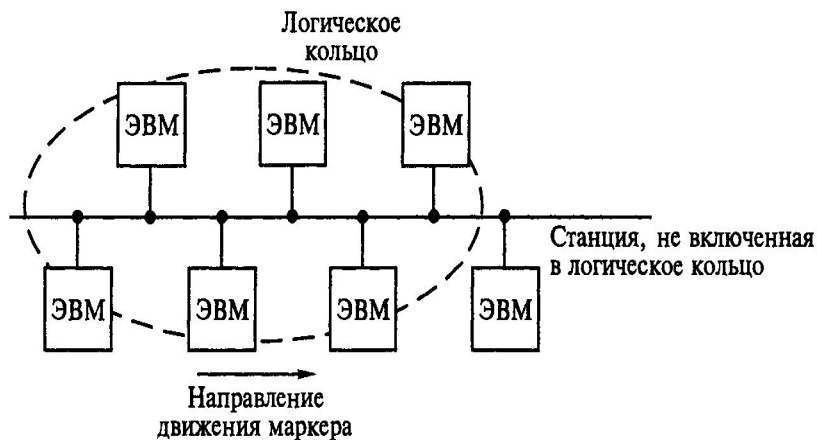 Логическое
кольцо
ЭВМ
ЭВМ
ЭВМ
Станция, не включенная
в логическое кольцо
ЭВМ
ЭВМ
ЭВМ
ЭВМ
Направление
движения маркера